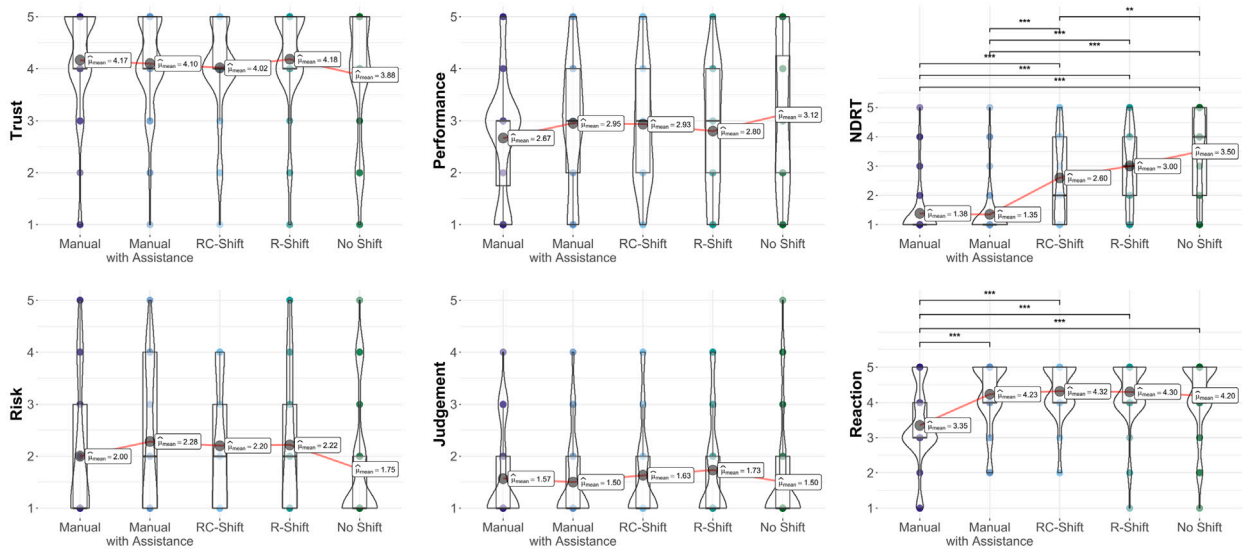 Trust
5
4
3
2
1
μ̂mean = 4.17
μ̂mean = 4.10
μ̂mean = 4.02
μ̂mean = 4.18
μ̂mean = 3.88
Manual
Manual
with Assistance
RC-Shift
R-Shift
No Shift
Performance
5
4
3
2
1
μ̂mean = 2.67
μ̂mean = 2.95
μ̂mean = 2.93
μ̂mean = 2.80
μ̂mean = 3.12
Manual
Manual
with Assistance
RC-Shift
R-Shift
No Shift
NDRT
**
***
***
***
***
***
***
5
4
3
2
1
μ̂mean = 1.38
μ̂mean = 1.35
μ̂mean = 2.60
μ̂mean = 3.00
μ̂mean = 3.50
Manual
Manual
with Assistance
RC-Shift
R-Shift
No Shift
Risk
5
4
3
2
1
μ̂mean = 2.00
μ̂mean = 2.28
μ̂mean = 2.20
μ̂mean = 2.22
μ̂mean = 1.75
Manual
Manual
with Assistance
RC-Shift
R-Shift
No Shift
Judgement
5
4
3
2
1
μ̂mean = 1.57
μ̂mean = 1.50
μ̂mean = 1.63
μ̂mean = 1.73
μ̂mean = 1.50
Manual
Manual
with Assistance
RC-Shift
R-Shift
No Shift
Reaction
***
***
***
***
5
4
3
2
1
μ̂mean = 3.35
μ̂mean = 4.23
μ̂mean = 4.32
μ̂mean = 4.30
μ̂mean = 4.20
Manual
Manual
with Assistance
RC-Shift
R-Shift
No Shift